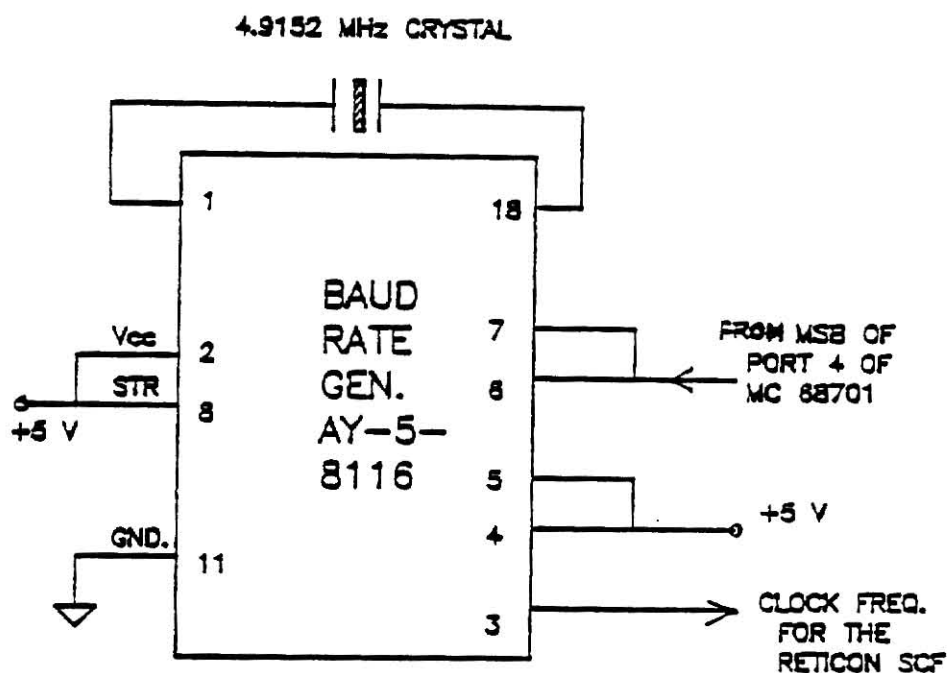 4.9152 MHz CRYSTAL
1
18
BAUD
RATE
GEN.
AY-5-
8116
Vcc
2
STR
8
+5 V
GND.
11
7
6
FROM MSB OF
PORT 4 OF
MC 68701
5
4
+5 V
3
CLOCK FREQ.
FOR THE
RETICON SCF